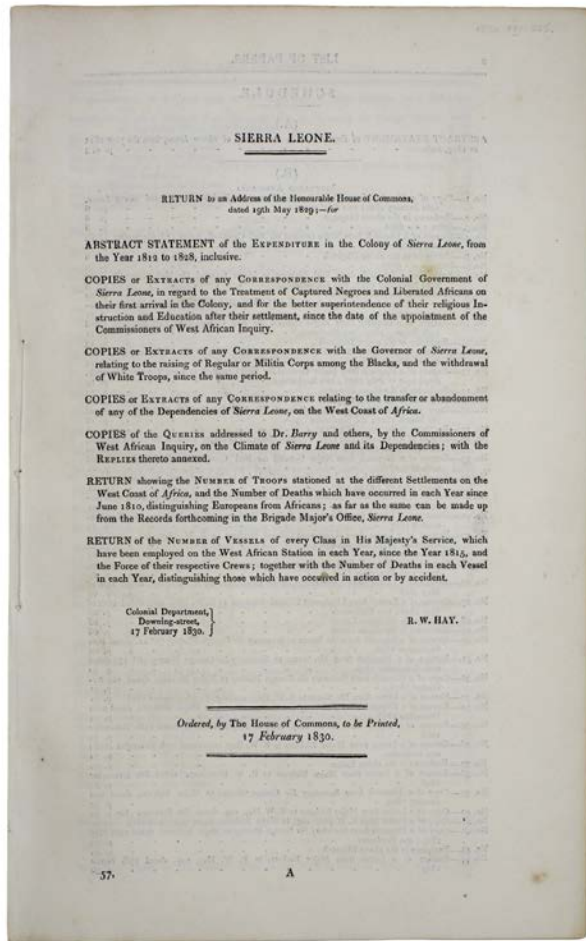 SIERRA LEONE.
RETURN to an Address of the Honourable House of Commons,
dated 19th May 1829;—for
ABSTRACT STATEMENT of the EXPENDITURE in the Colony of Sierra Leone, from
the Year 1812 to 1828, inclusive.
COPIES or EXTRACTS of any CORRESPONDENCE with the Colonial Government of
Sierra Leone, in regard to the Treatment of Captured Negroes and Liberated Africans on
their first arrival in the Colony, and for the better superintendence of their religious In-
struction and Education after their settlement, since the date of the appointment of the
Commissioners of West African Inquiry.
COPIES or EXTRACTS of any CORRESPONDENCE with the Governor of Sierra Leone,
relating to the raising of Regular or Militia Corps among the Blacks, and the withdrawal
of White Troops, since the same period.
COPIES or EXTRACTS of any CORRESPONDENCE relating to the transfer or abandonment
of any of the Dependencies of Sierra Leone, on the West Coast of Africa.
COPIES of the QUERIES addressed to Dr. Barry and others, by the Commissioners of
West African Inquiry, on the Climate of Sierra Leone and its Dependencies; with the
REPLIES thereto annexed.
RETURN showing the NUMBER of TROOPS stationed at the different Settlements on the
West Coast of Africa, and the Number of Deaths which have occurred in each Year since
June 1810, distinguishing Europeans from Africans; as far as the same can be made up
from the Records forthcoming in the Brigade Major's Office, Sierra Leone.
RETURN of the NUMBER of VESSELS of every Class in His Majesty's Service, which
have been employed on the West African Station in each Year, since the Year 1815, and
the Force of their respective Crews; together with the Number of Deaths in each Vessel
in each Year, distinguishing those which have occurred in action or by accident.
Colonial Department,
Downing-street,
17 February 1830.
R. W. HAY.
Ordered, by The House of Commons, to be Printed,
17 February 1830.
57.
A